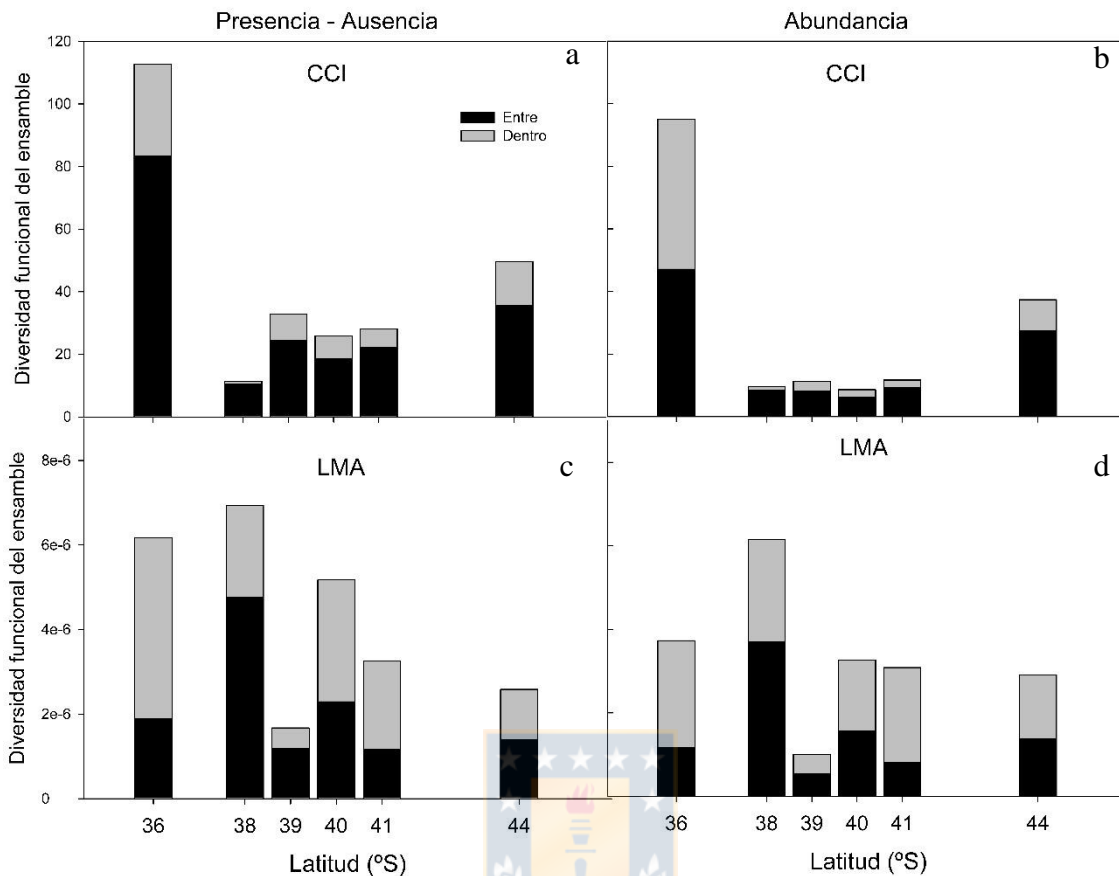 Presencia - Ausencia
Abundancia
a
CCI
Entre
Dentro
120
100
80
60
40
20
0
Diversidad funcional del ensamble
b
CCI
c
LMA
8e-6
6e-6
4e-6
2e-6
0
Diversidad funcional del ensamble
d
LMA
36 38 39 40 41 44
Latitud (ºS)
36 38 39 40 41 44
Latitud (ºS)